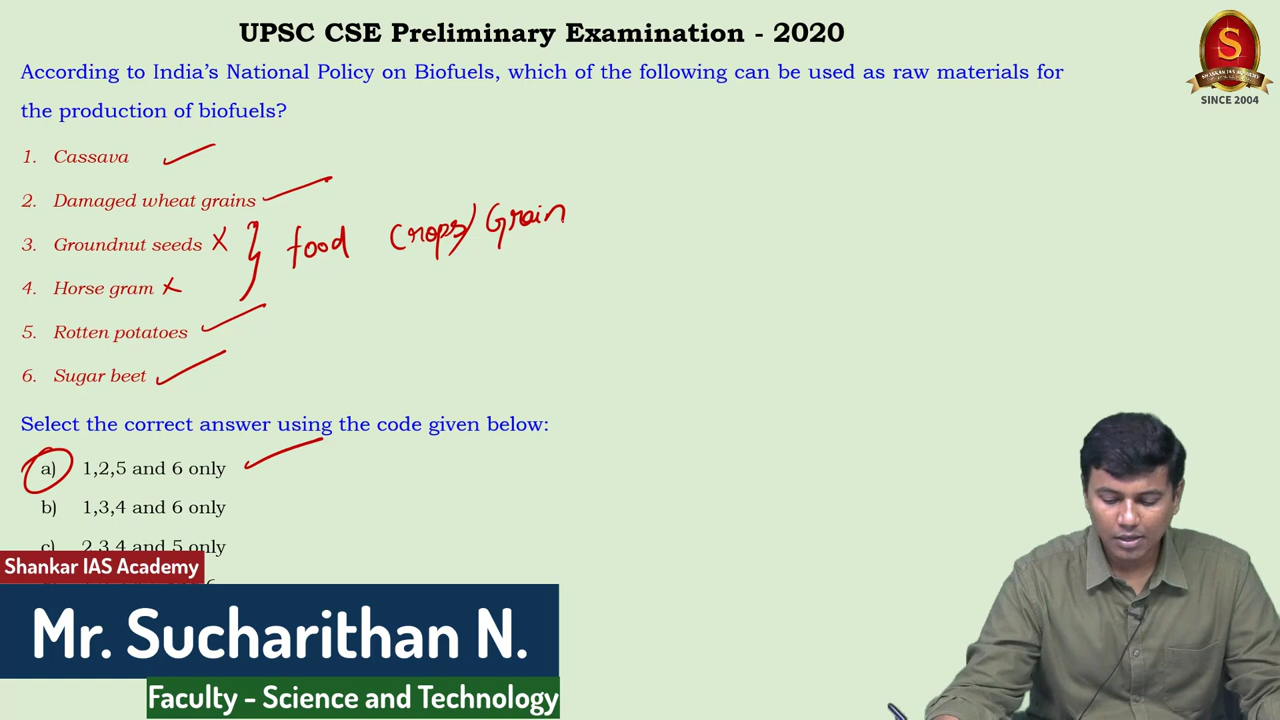 UPSC CSE Preliminary Examination - 2020
According to India's National Policy on Biofuels, which of the following can be used as raw materials for
the production of biofuels?
1. Cassava
2. Damaged wheat grains
3. Groundnut seeds
4. Horse gram
food Crops/Grain
5. Rotten potatoes
6. Sugar beet
Select the correct answer using the code given below:
a) 1,2,5 and 6 only
b) 1,3,4 and 6 only
c) 2,3,4 and 5 only
Shankar IAS Academy
Mr. Sucharithan N.
Faculty - Science and Technology
S
SHANKAR IAS ACADEMY
SINCE 2004